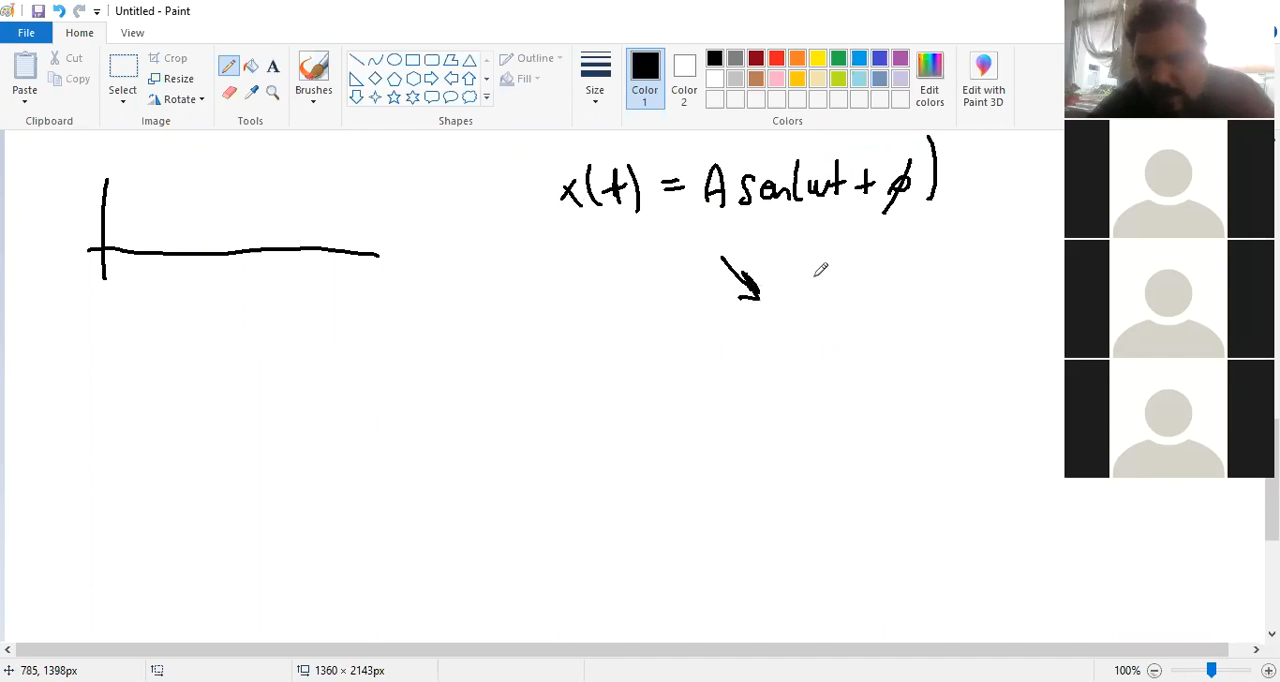 Untitled - Paint
File Home View
Paste
Cut
Copy
Clipboard
Select
Crop
Resize
Rotate
Image
A
Tools
Brushes
Shapes
Outline
Fill
Size
Color 1
Color 2
Edit colors
Colors
Edit with Paint 3D
x(t) = A sen(ωt + ϕ)
785, 1398px
1360 × 2143px
100%